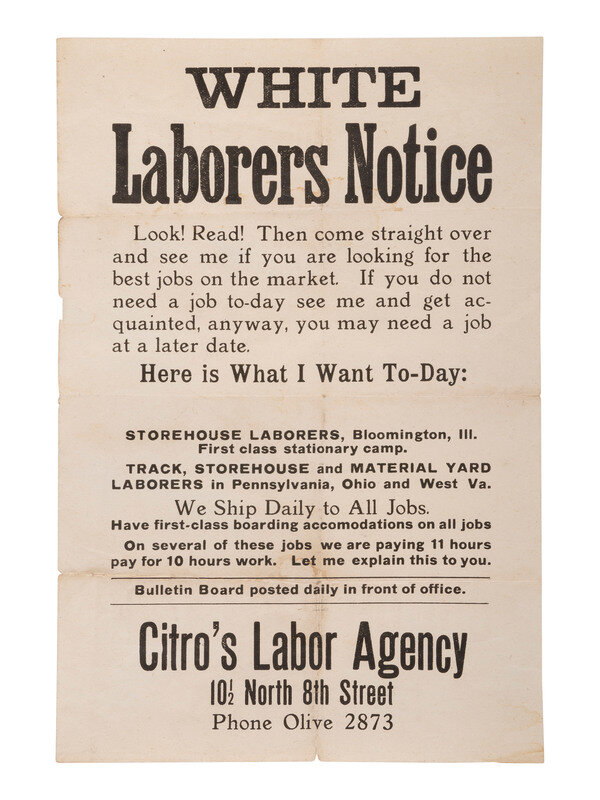 WHITE
Laborers Notice
Look! Read! Then come straight over
and see me if you are looking for the
best jobs on the market. If you do not
need a job to-day see me and get ac-
quainted, anyway, you may need a job
at a later date.
Here is What I Want To-Day:
STOREHOUSE LABORERS, Bloomington, Ill.
First class stationary camp.
TRACK, STOREHOUSE and MATERIAL YARD
LABORERS in Pennsylvania, Ohio and West Va.
We Ship Daily to All Jobs.
Have first-class boarding accomodations on all jobs
On several of these jobs we are paying 11 hours
pay for 10 hours work. Let me explain this to you.
Bulletin Board posted daily in front of office.
Citro's Labor Agency
10½ North 8th Street
Phone Olive 2873